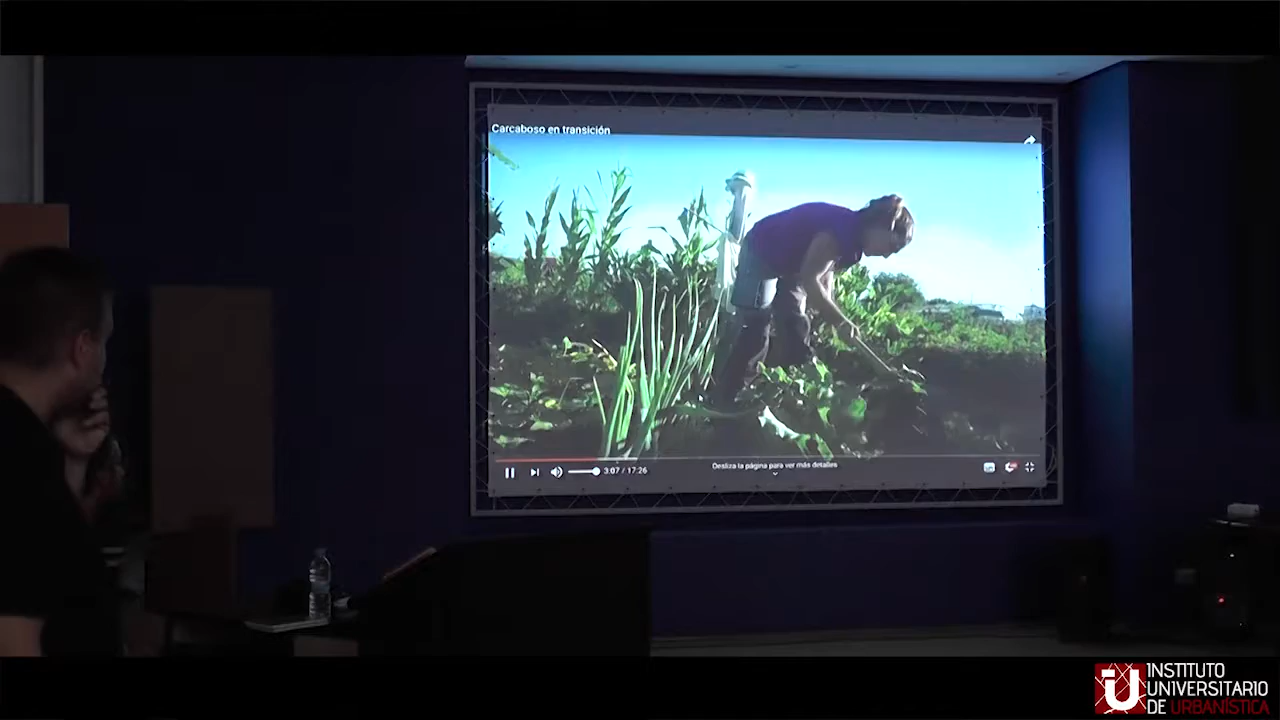 Carcaboso en transición
3:07 / 17:26
Desliza la página para ver más detalles
INSTITUTO
UNIVERSITARIO
DE URBANÍSTICA